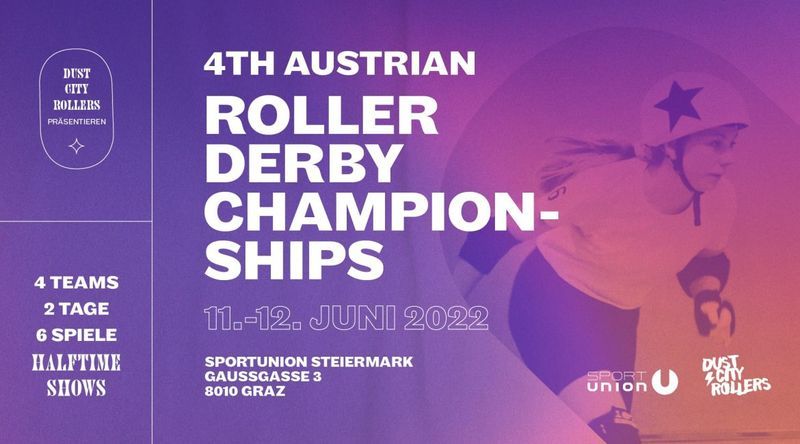 DUST
CITY
ROLLERS
PRÄSENTIEREN
4TH AUSTRIAN
ROLLER
DERBY
CHAMPION-
SHIPS
11.-12. JUNI 2022
SPORTUNION STEIERMARK
GAUSSGASSE 3
8010 GRAZ
4 TEAMS
2 TAGE
6 SPIELE
HALFTIME
SHOWS
SPORT
UNION
DUST
CITY
ROLLERS